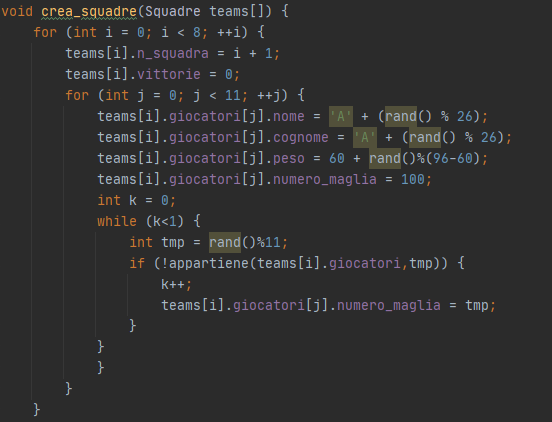 void crea_squadre(Squadre teams[]) {
    for (int i = 0; i < 8; ++i) {
        teams[i].n_squadra = i + 1;
        teams[i].vittorie = 0;
        for (int j = 0; j < 11; ++j) {
            teams[i].giocatori[j].nome = 'A' + (rand() % 26);
            teams[i].giocatori[j].cognome = 'A' + (rand() % 26);
            teams[i].giocatori[j].peso = 60 + rand()%(96-60);
            teams[i].giocatori[j].numero_maglia = 100;
            int k = 0;
            while (k<1) {
                int tmp = rand()%11;
                if (!appartiene(teams[i].giocatori,tmp)) {
                    k++;
                    teams[i].giocatori[j].numero_maglia = tmp;
                }
            }
            }
        }
    }